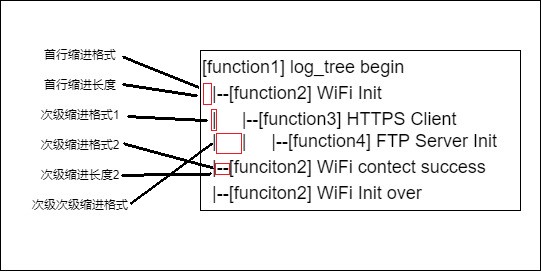 首行缩进格式
首行缩进长度
次级缩进格式1
次级缩进格式2
次级缩进长度2
次级次级缩进格式
[function1] log_tree begin
|--[function2] WiFi Init
| |--[function3] HTTPS Client
| | |--[function4] FTP Server Init
|--[funciton2] WiFi contect success
|--[funciton2] WiFi Init over